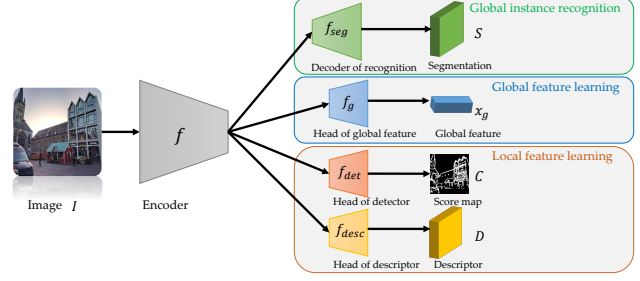 Global instance recognition
f_seg
S
Decoder of recognition
Segmentation
Global feature learning
f_g
x_g
Head of global feature
Global feature
f
Image I
Encoder
Local feature learning
f_det
C
Head of detector
Score map
f_desc
D
Head of descriptor
Descriptor